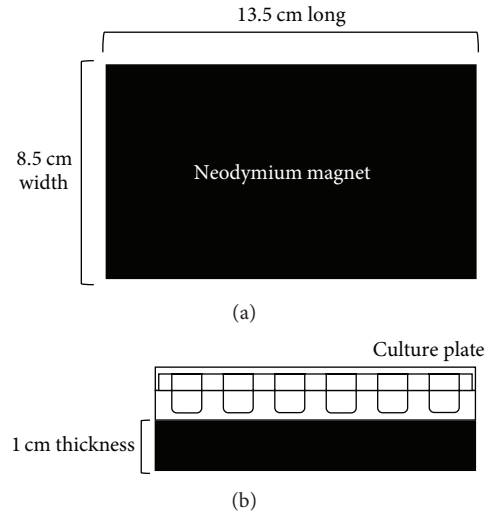 13.5 cm long
8.5 cm
width
Neodymium magnet
(a)
Culture plate
1 cm thickness
(b)